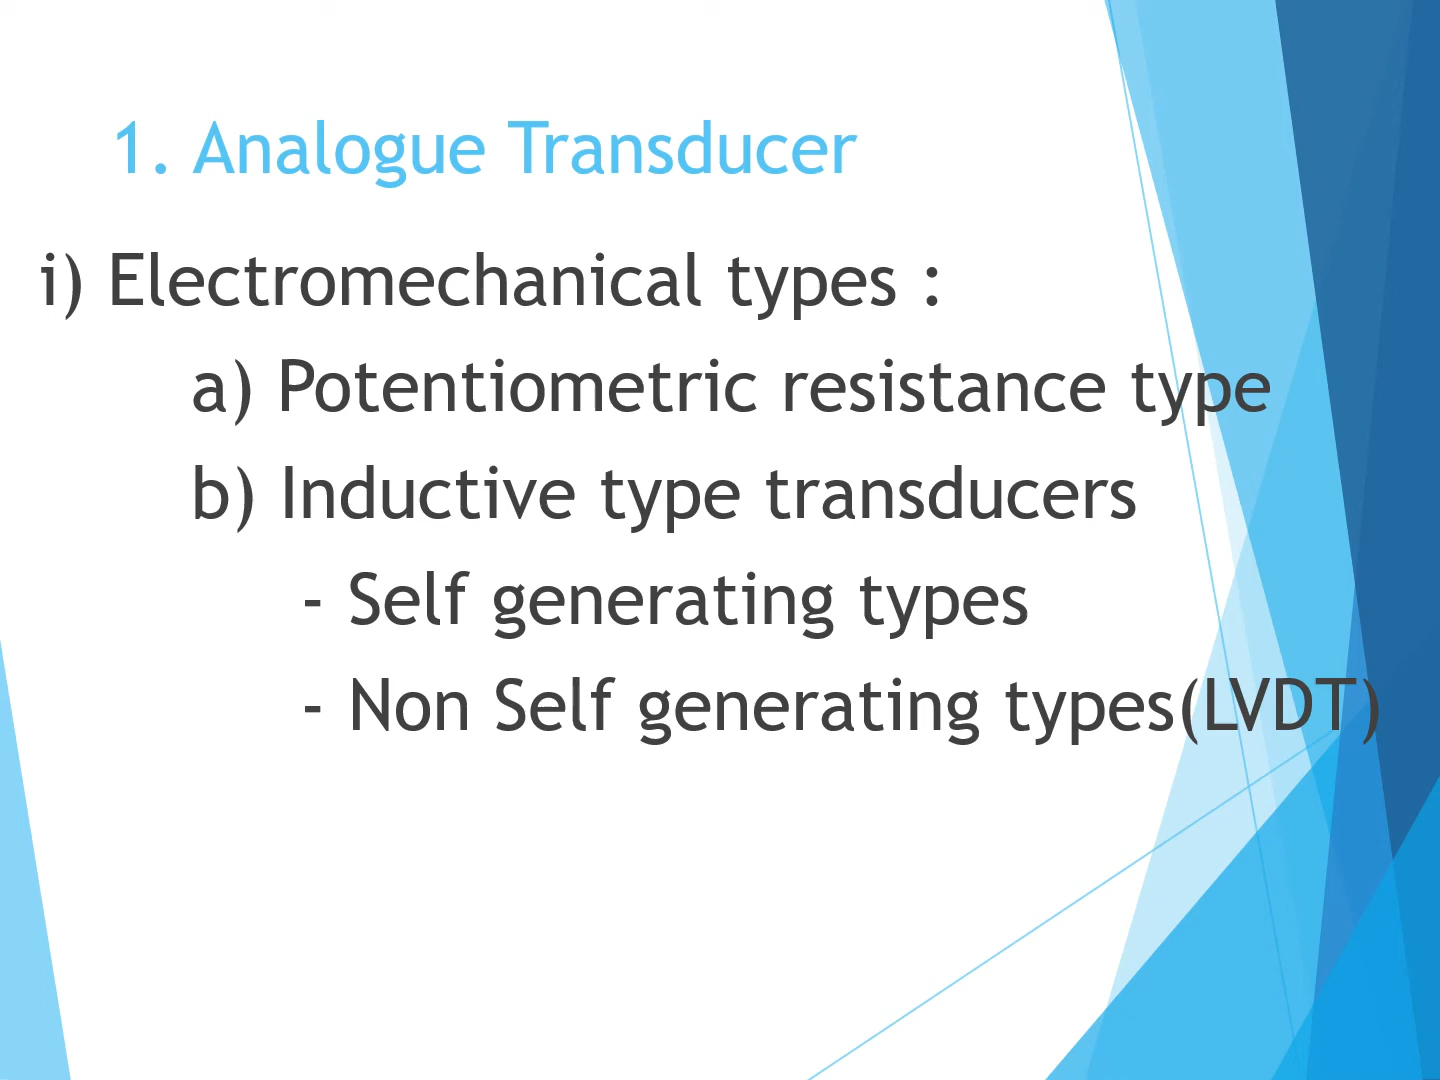 1. Analogue Transducer
i) Electromechanical types :
a) Potentiometric resistance type
b) Inductive type transducers
- Self generating types
- Non Self generating types(LVDT)